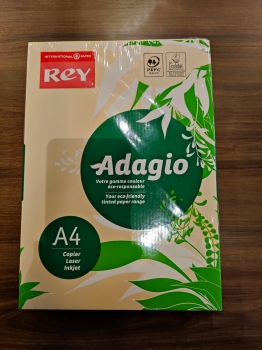 INTERNATIONAL PAPER
REY
PEFC
Adagio
Votre gamme couleur
éco-responsable
Your eco-friendly
tinted paper range
A4
Copier
Laser
Inkjet